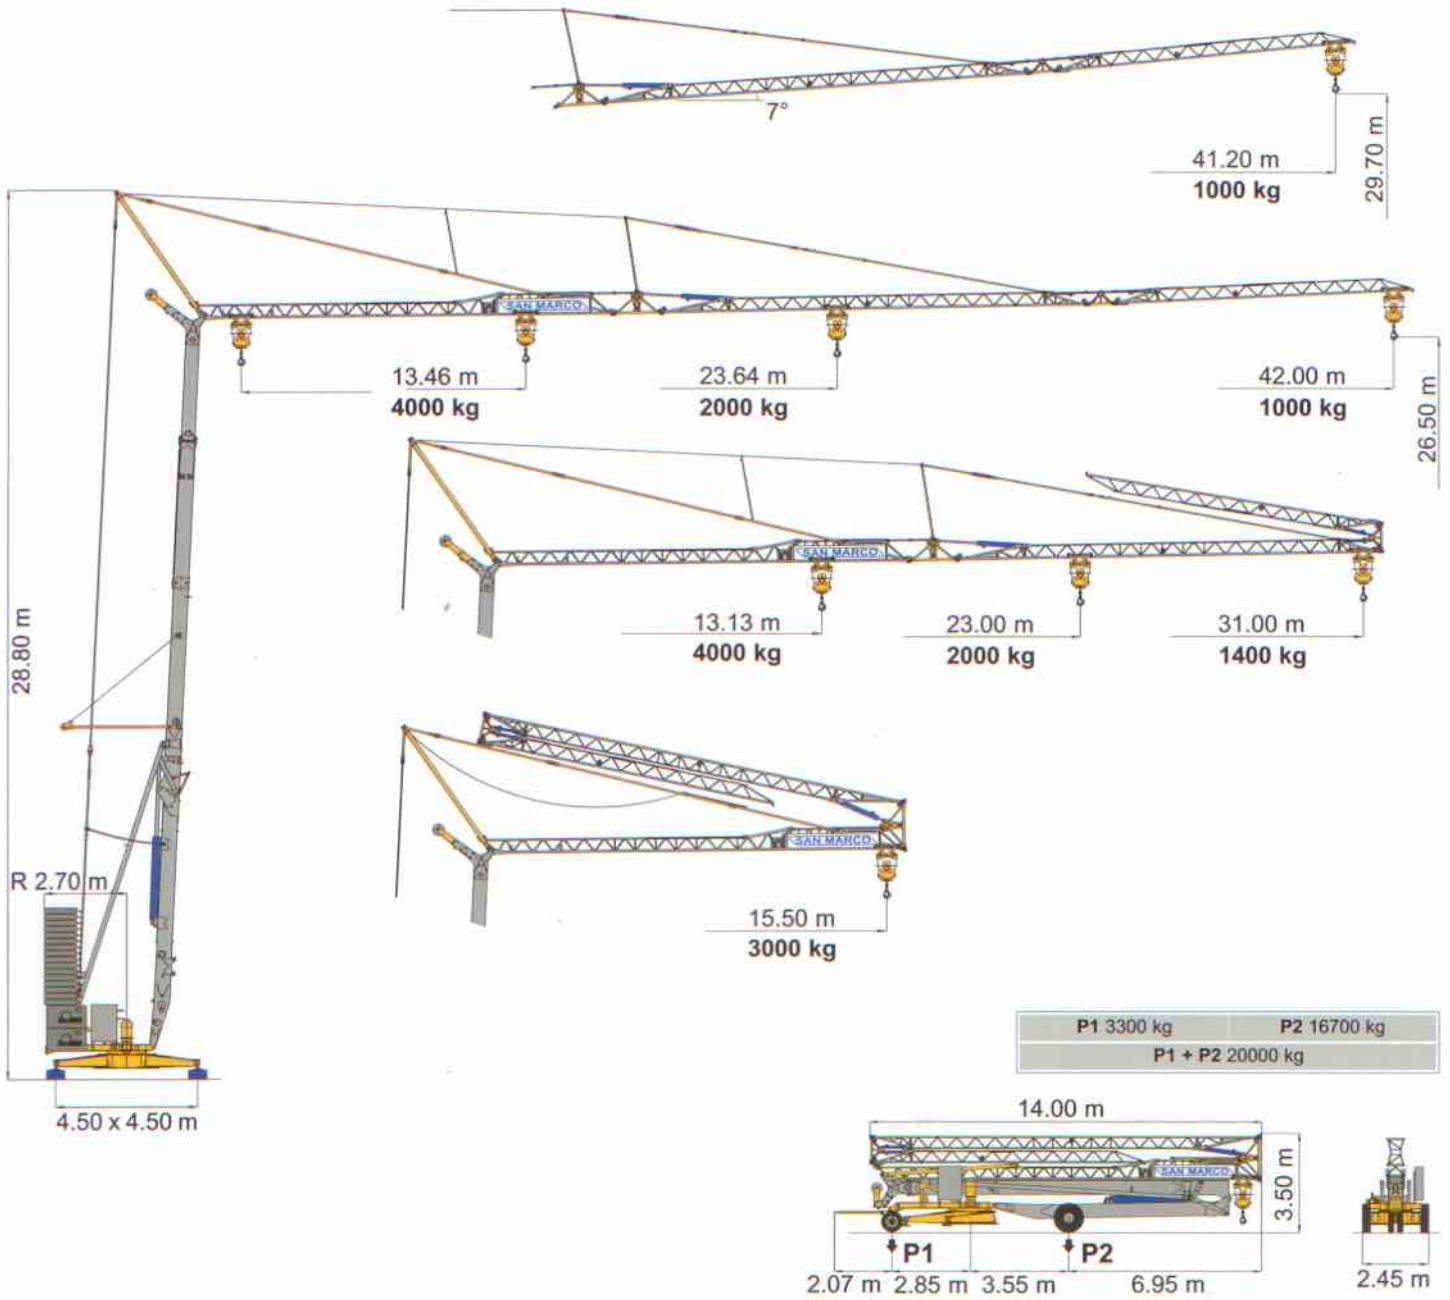 7°
41.20 m
1000 kg
29.70 m
SAN MARCO
13.46 m
4000 kg
23.64 m
2000 kg
42.00 m
1000 kg
26.50 m
28.80 m
SAN MARCO
13.13 m
4000 kg
23.00 m
2000 kg
31.00 m
1400 kg
SAN MARCO
15.50 m
3000 kg
R 2.70 m
4.50 x 4.50 m
P1 3300 kg
P2 16700 kg
P1 + P2 20000 kg
14.00 m
SAN MARCO
3.50 m
P1
P2
2.07 m
2.85 m
3.55 m
6.95 m
2.45 m